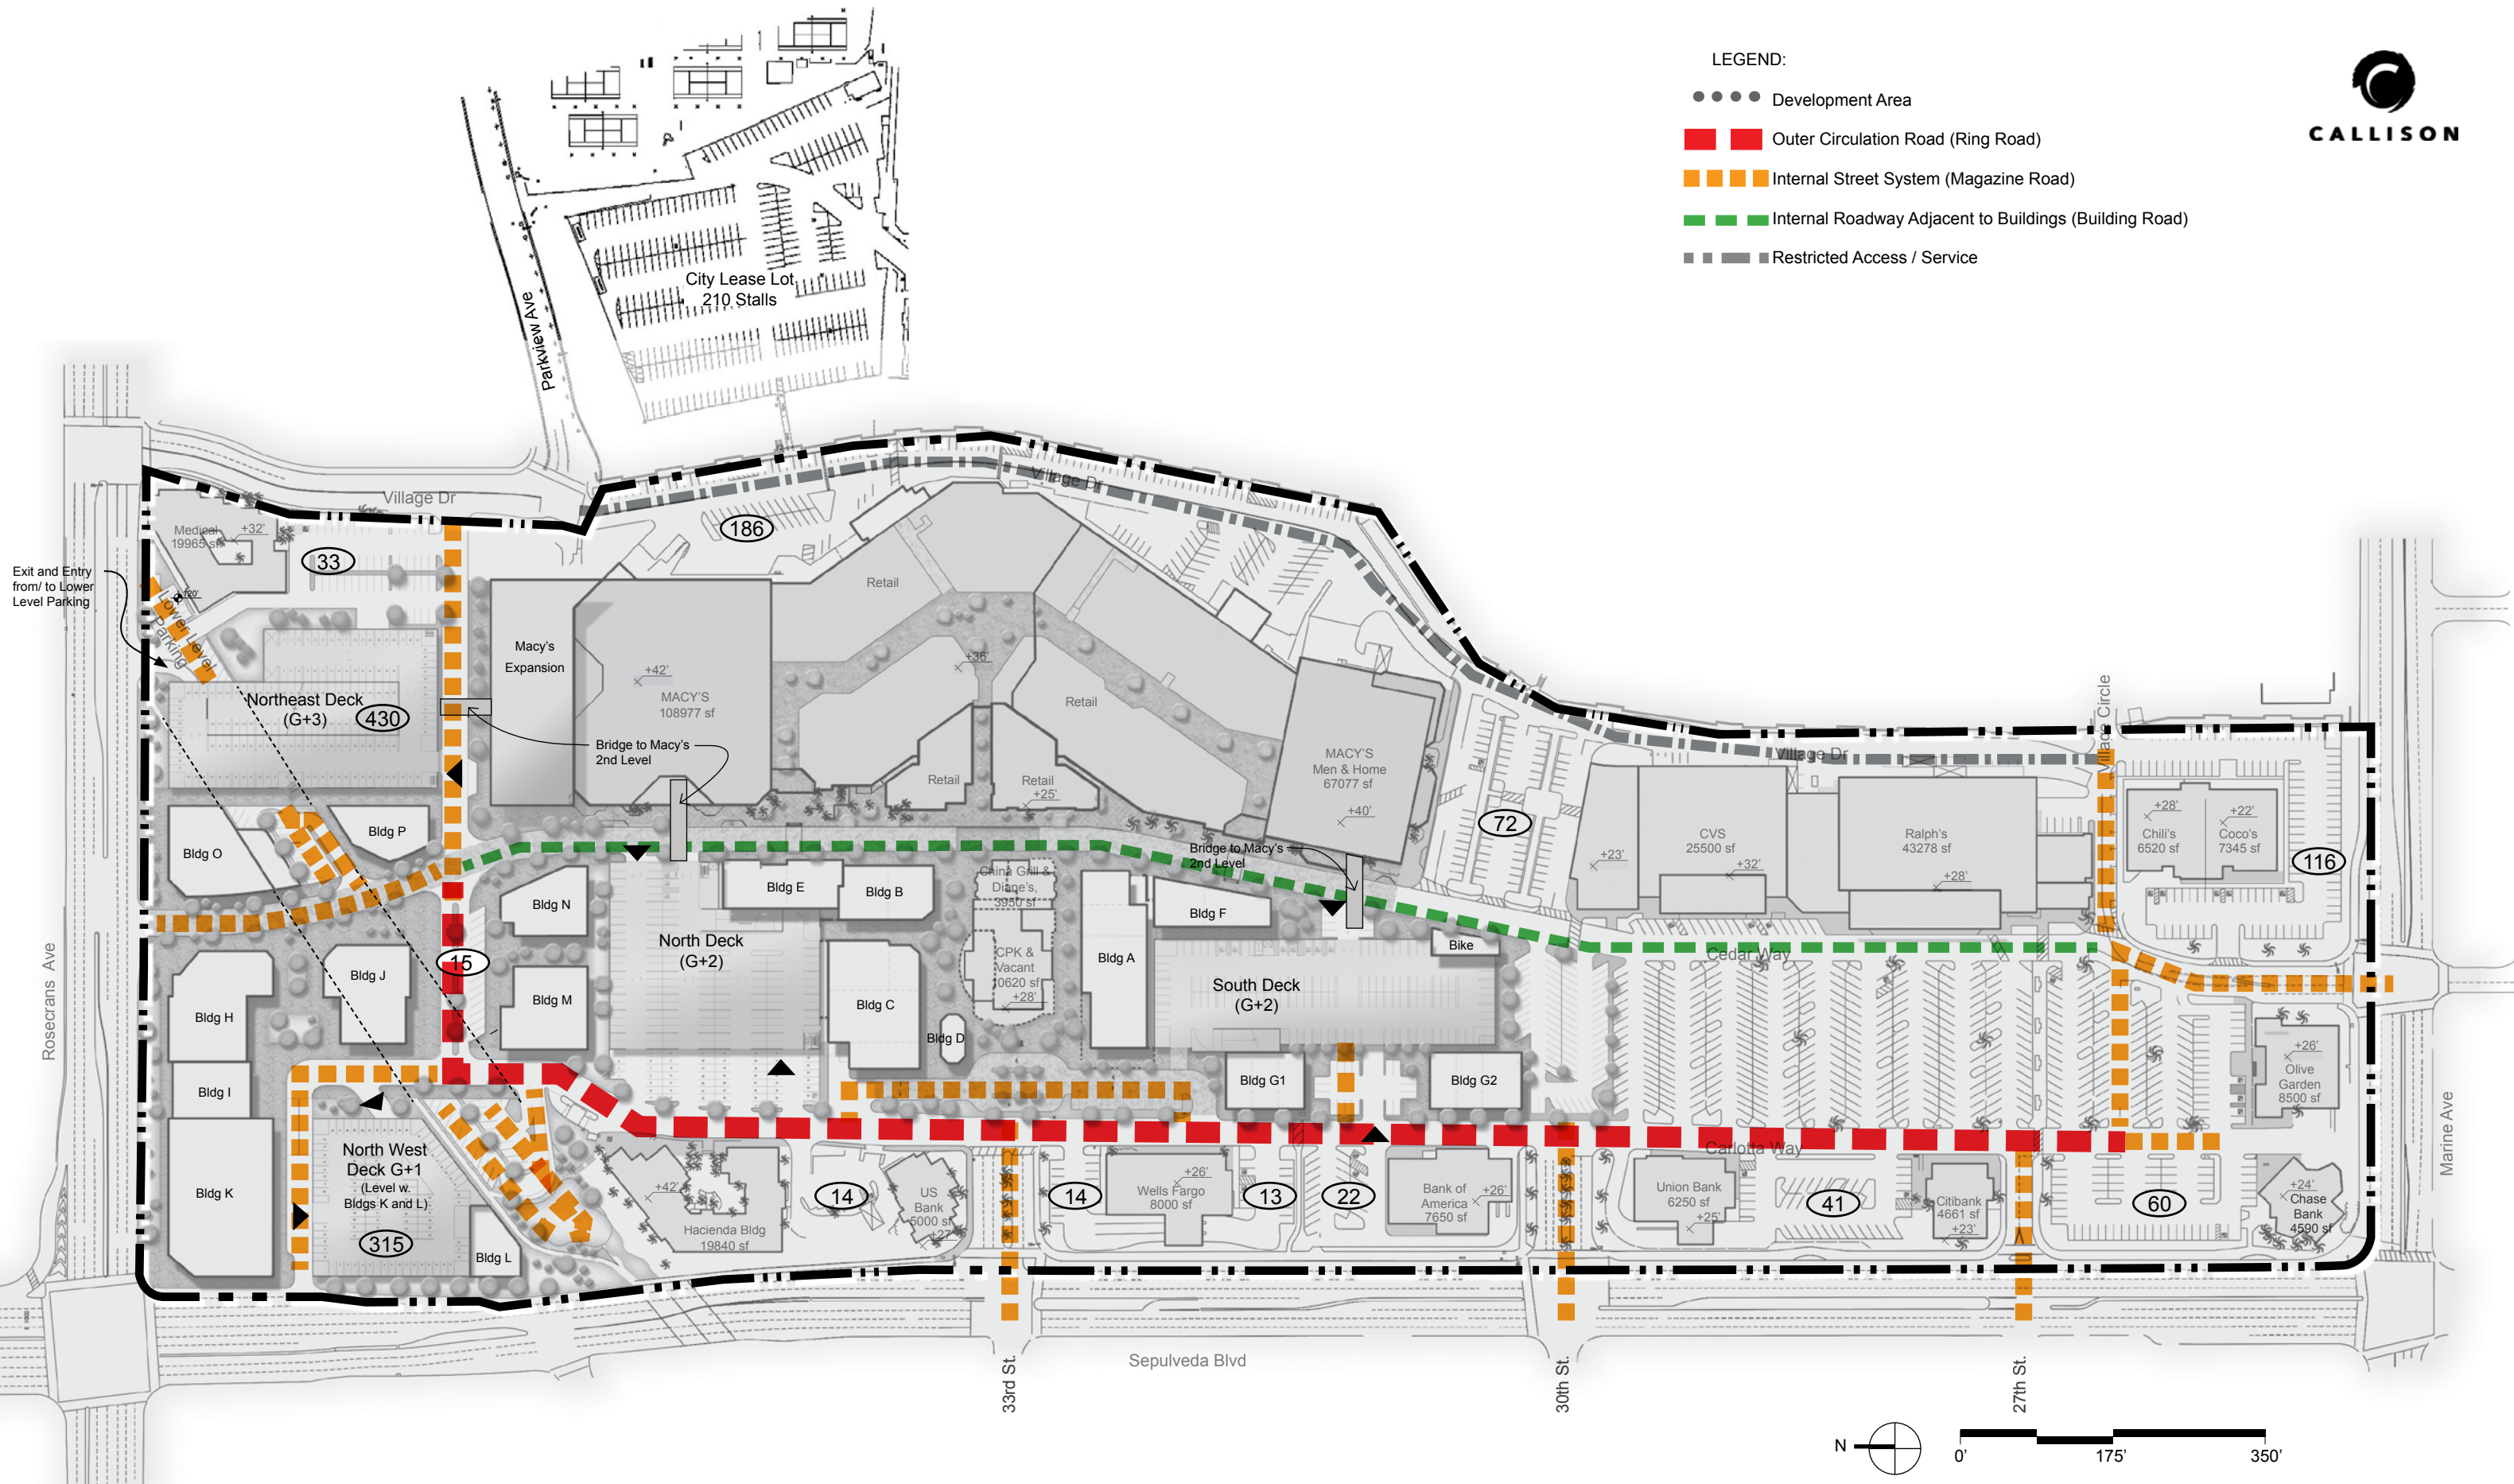 LEGEND:
Development Area
Outer Circulation Road (Ring Road)
Internal Street System (Magazine Road)
Internal Roadway Adjacent to Buildings (Building Road)
Restricted Access / Service
CALLISON
City Lease Lot
210 Stalls
Parkview Ave
Village Dr
Village Dr
Village Dr
Village Circle
Medical
19965 sf
+32'
33
186
Exit and Entry
from/ to Lower
Level Parking
120'
Lower Level
Parking
Northeast Deck
(G+3)
430
Macy's
Expansion
+42'
MACY'S
108977 sf
Bridge to Macy's
2nd Level
Retail
+36'
Retail
Retail
Retail
+25'
MACY'S
Men & Home
67077 sf
+40'
Bridge to Macy's
2nd Level
72
+23'
CVS
25500 sf
+32'
Ralph's
43278 sf
+28'
+28'
Chili's
6520 sf
+22'
Coco's
7345 sf
116
Bldg O
Bldg P
Bldg N
Bldg E
Bldg B
China Grill &
Diane's,
3950 sf
Bldg F
Bike
Cedar Way
North Deck
(G+2)
CPK &
Vacant
10620 sf
+28'
Bldg A
South Deck
(G+2)
15
Bldg J
Bldg M
Bldg C
Bldg D
Bldg H
Bldg I
Bldg G1
Bldg G2
+26'
Olive
Garden
8500 sf
Rosecrans Ave
Marine Ave
North West
Deck G+1
(Level w.
Bldgs K and L)
315
Bldg K
Bldg L
Carlotta Way
+42'
Hacienda Bldg
19840 sf
14
US
Bank
5000 sf
+27'
14
+26'
Wells Fargo
8000 sf
13
22
Bank of
America
7650 sf
+26'
Union Bank
6250 sf
+25'
41
Citibank
4661 sf
+23'
60
+24'
Chase
Bank
4590 sf
Sepulveda Blvd
33rd St.
30th St.
27th St.
N
0'
175'
350'